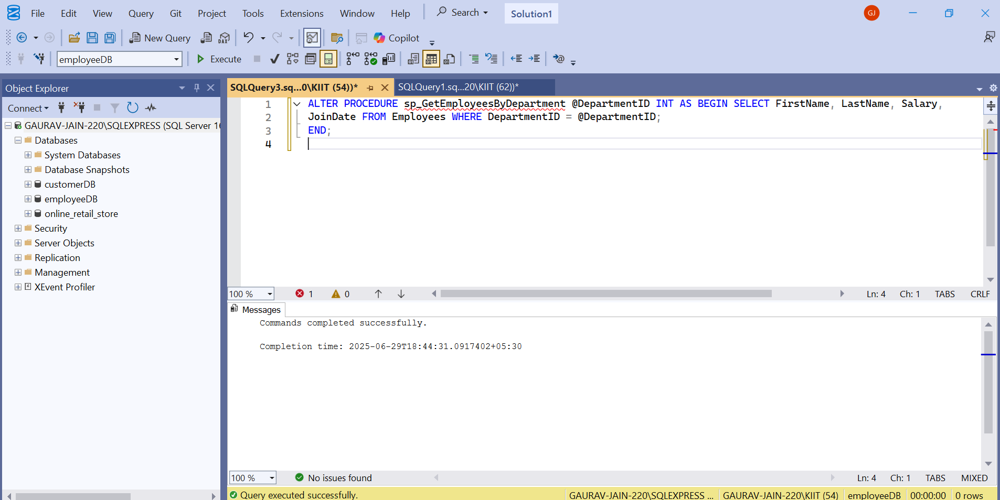 File Edit View Query Git Project Tools Extensions Window Help Search Solution1 GJ
New Query DAX Copilot
employeeDB Execute
Object Explorer
Connect
GAURAV-JAIN-220\SQLEXPRESS (SQL Server 16
Databases
System Databases
Database Snapshots
customerDB
employeeDB
online_retail_store
Security
Server Objects
Replication
Management
XEvent Profiler
SQLQuery3.sq...0\KIIT (54))* SQLQuery1.sq...20\KIIT (62))*
1 ALTER PROCEDURE sp_GetEmployeesByDepartment @DepartmentID INT AS BEGIN SELECT FirstName, LastName, Salary,
2 JoinDate FROM Employees WHERE DepartmentID = @DepartmentID;
3 END;
4
100 % 1 0 Ln: 4 Ch: 1 TABS CRLF
Messages
Commands completed successfully.
Completion time: 2025-06-29T18:44:31.0917402+05:30
100 % No issues found Ln: 4 Ch: 1 TABS MIXED
Query executed successfully. GAURAV-JAIN-220\SQLEXPRESS ... GAURAV-JAIN-220\KIIT (54) employeeDB 00:00:00 0 rows